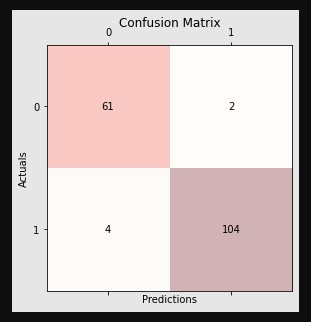 Confusion Matrix
0 1
0 61 2
Actuals
1 4 104
Predictions